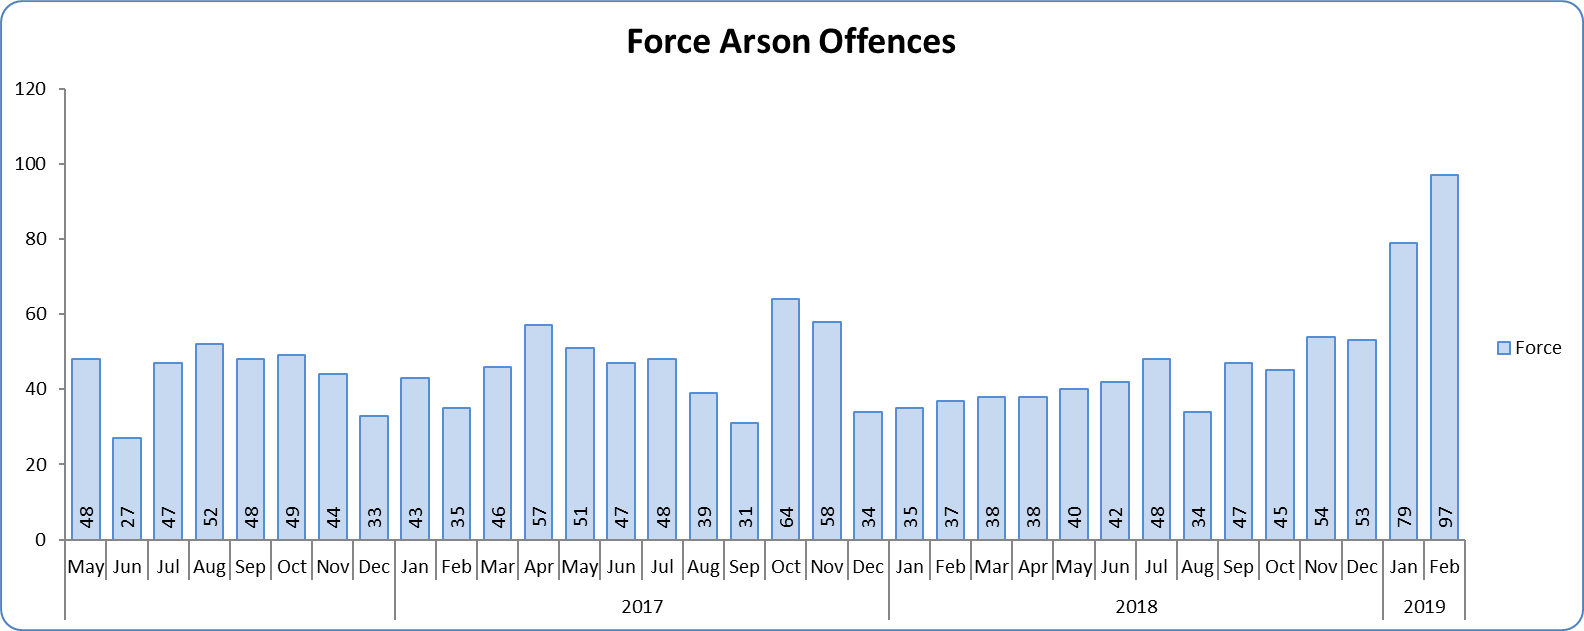 Force Arson Offences
120
100
80
60
40
20
0
48 27 47 52 48 49 44 33 43 35 46 57 51 47 48 39 31 64 58 34 35 37 38 38 40 42 48 34 47 45 54 53 79 97
May Jun Jul Aug Sep Oct Nov Dec Jan Feb Mar Apr May Jun Jul Aug Sep Oct Nov Dec Jan Feb Mar Apr May Jun Jul Aug Sep Oct Nov Dec Jan Feb
2017 2018 2019
Force